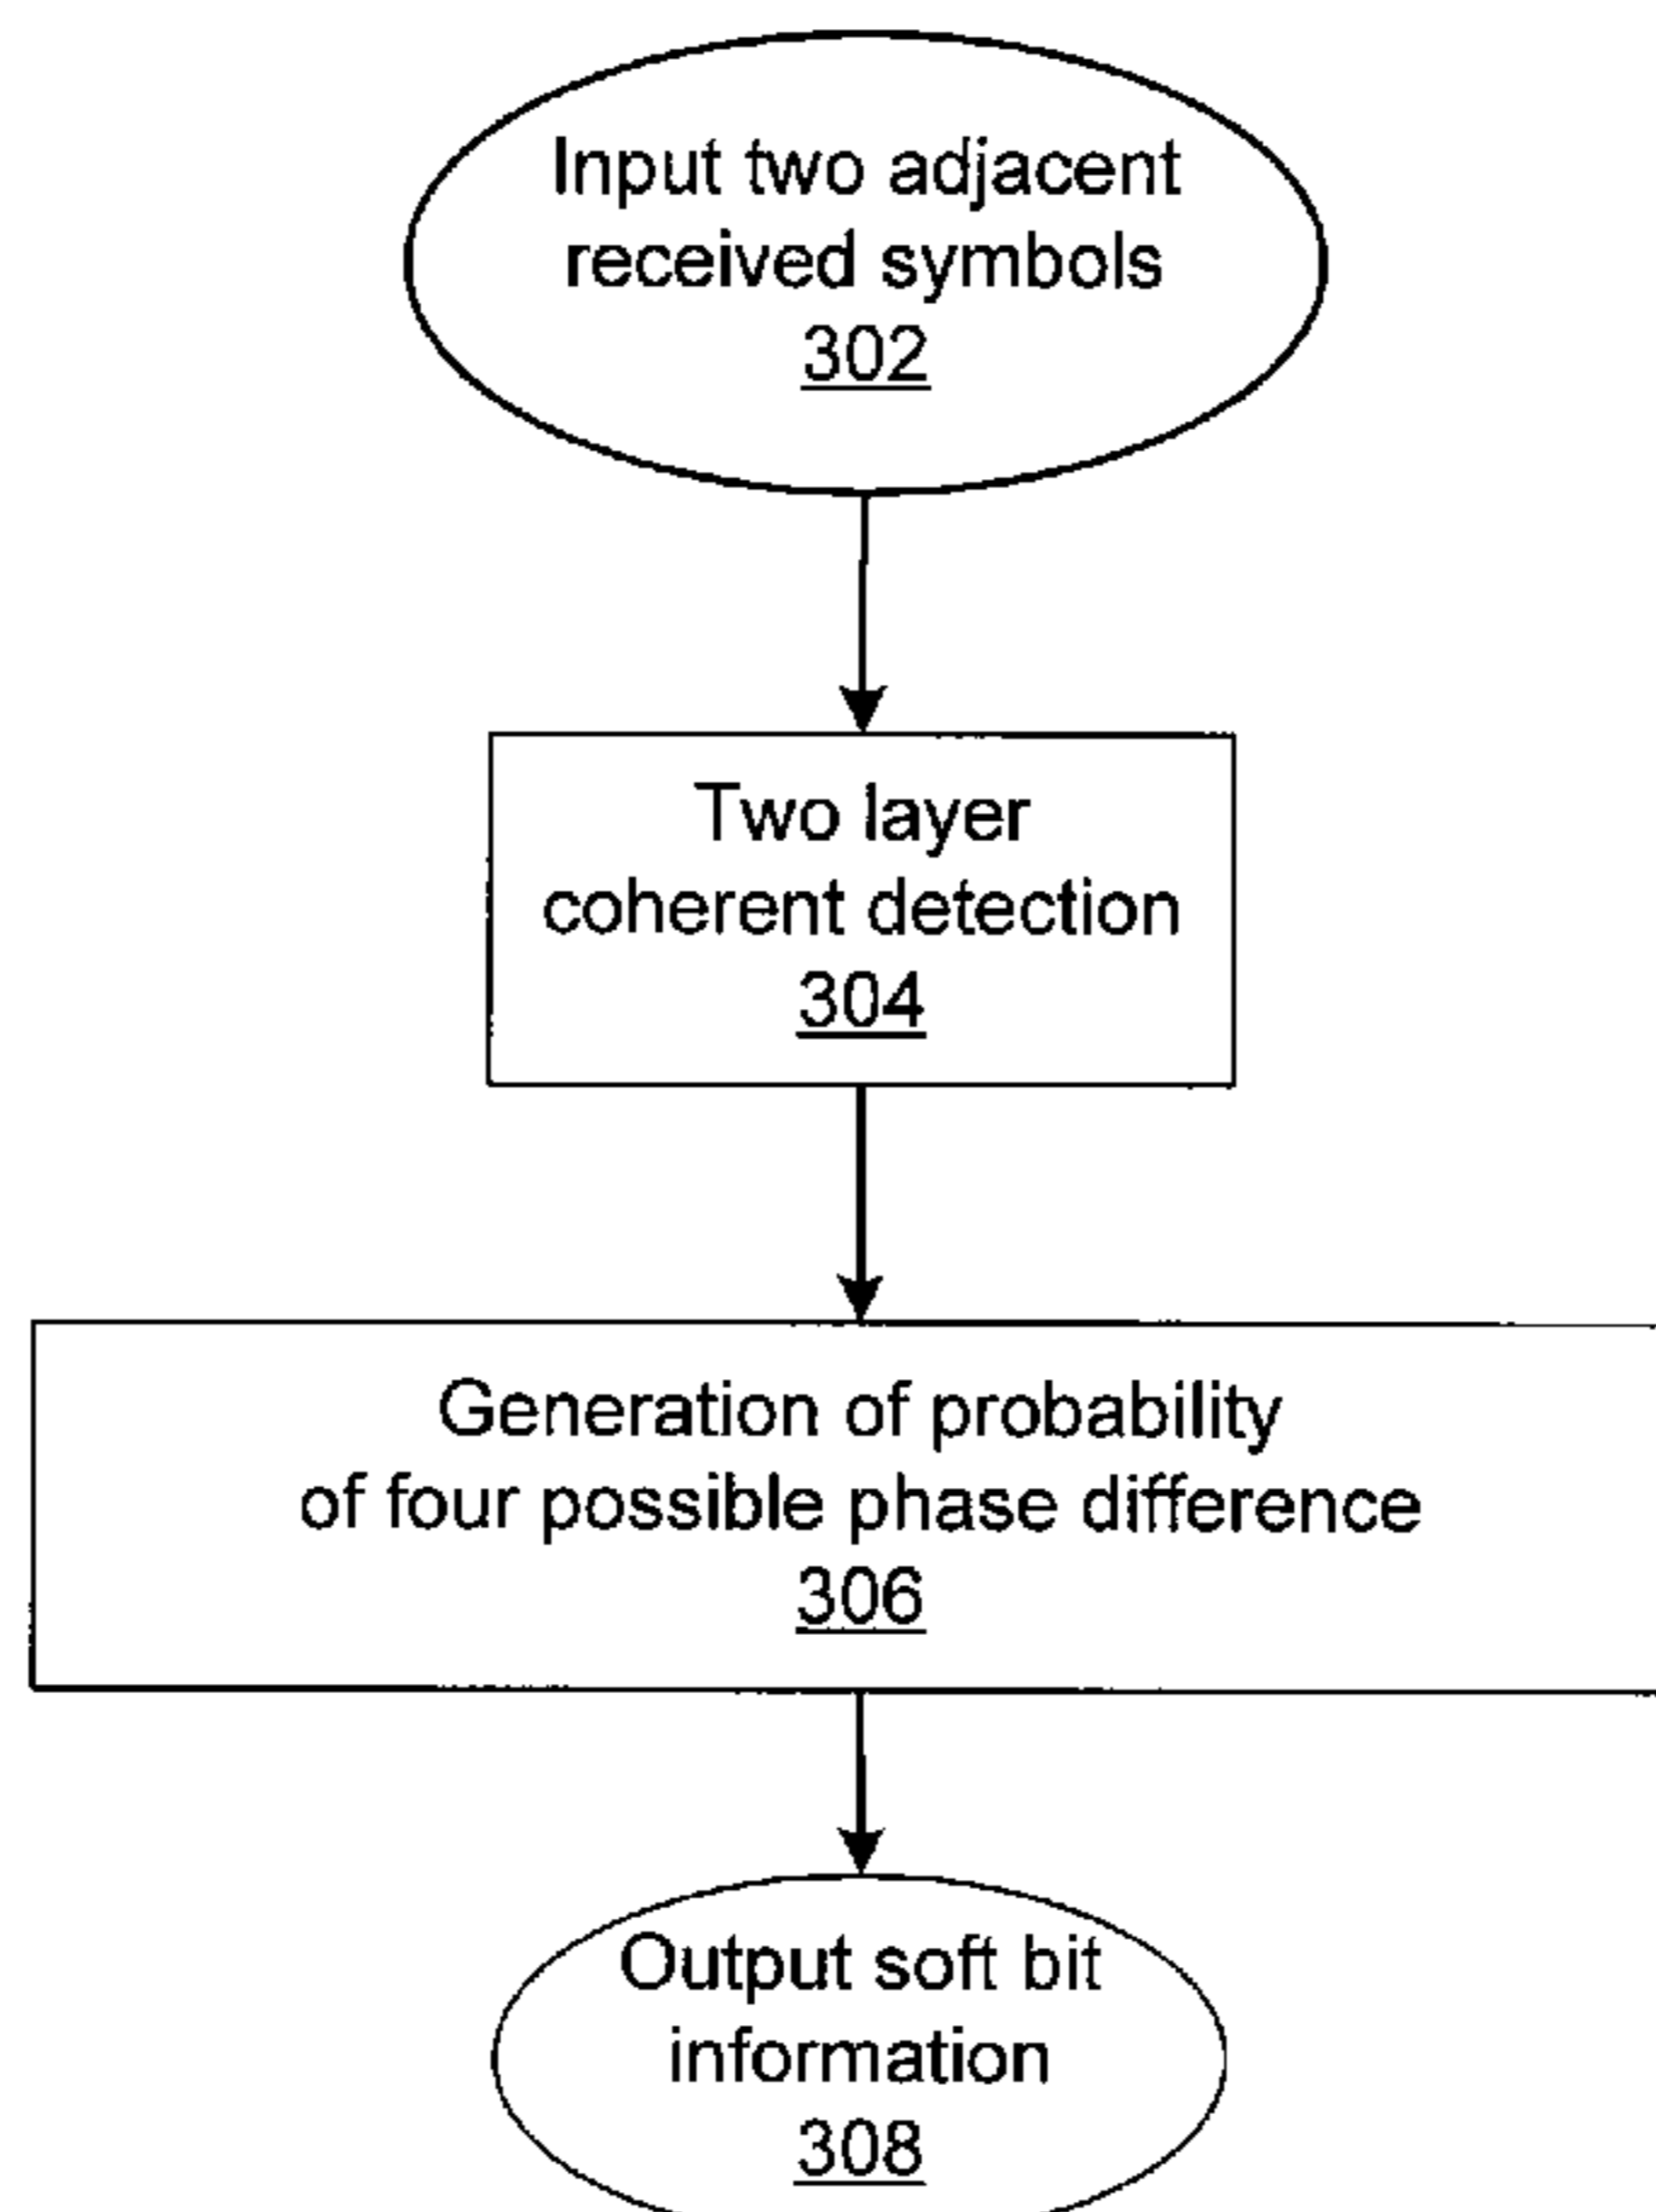 Input two adjacent
received symbols
302
Two layer
coherent detection
304
Generation of probability
of four possible phase difference
306
Output soft bit
information
308